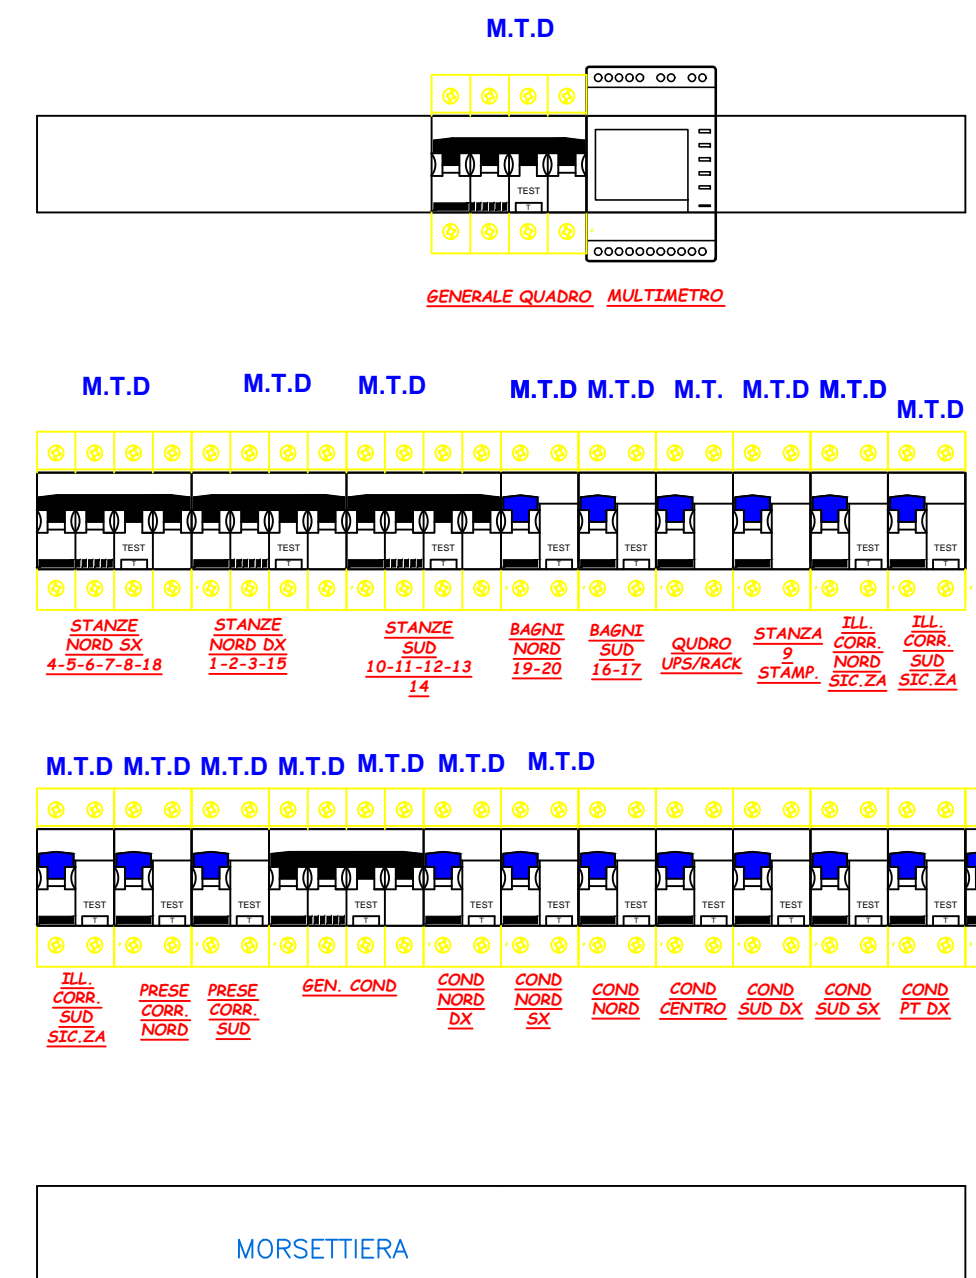 M.T.D
TEST
T
GENERALE QUADRO MULTIMETRO
M.T.D M.T.D M.T.D M.T.D M.T.D M.T. M.T.D M.T.D M.T.D
TEST TEST TEST TEST TEST TEST TEST
T T T T T T T
STANZE
NORD SX
4-5-6-7-8-18
STANZE
NORD DX
1-2-3-15
STANZE
SUD
10-11-12-13
14
BAGNI
NORD
19-20
BAGNI
SUD
16-17
QUDRO
UPS/RACK
STANZA
9
STAMP.
ILL.
CORR.
NORD
SIC.ZA
ILL.
CORR.
SUD
SIC.ZA
M.T.D M.T.D M.T.D M.T.D M.T.D M.T.D M.T.D
TEST TEST TEST TEST TEST TEST TEST TEST TEST TEST TEST
T T T T T T T T T T T
ILL.
CORR.
SUD
SIC.ZA
PRESE
CORR.
NORD
PRESE
CORR.
SUD
GEN. COND
COND
NORD
DX
COND
NORD
SX
COND
NORD
COND
CENTRO
COND
SUD DX
COND
SUD SX
COND
PT DX
MORSETTIERA